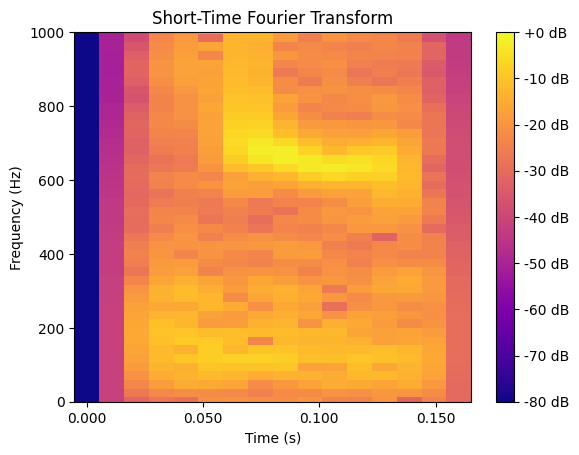 Short-Time Fourier Transform
1000
800
600
400
200
0
Frequency (Hz)
0.000
0.050
0.100
0.150
Time (s)
+0 dB
-10 dB
-20 dB
-30 dB
-40 dB
-50 dB
-60 dB
-70 dB
-80 dB